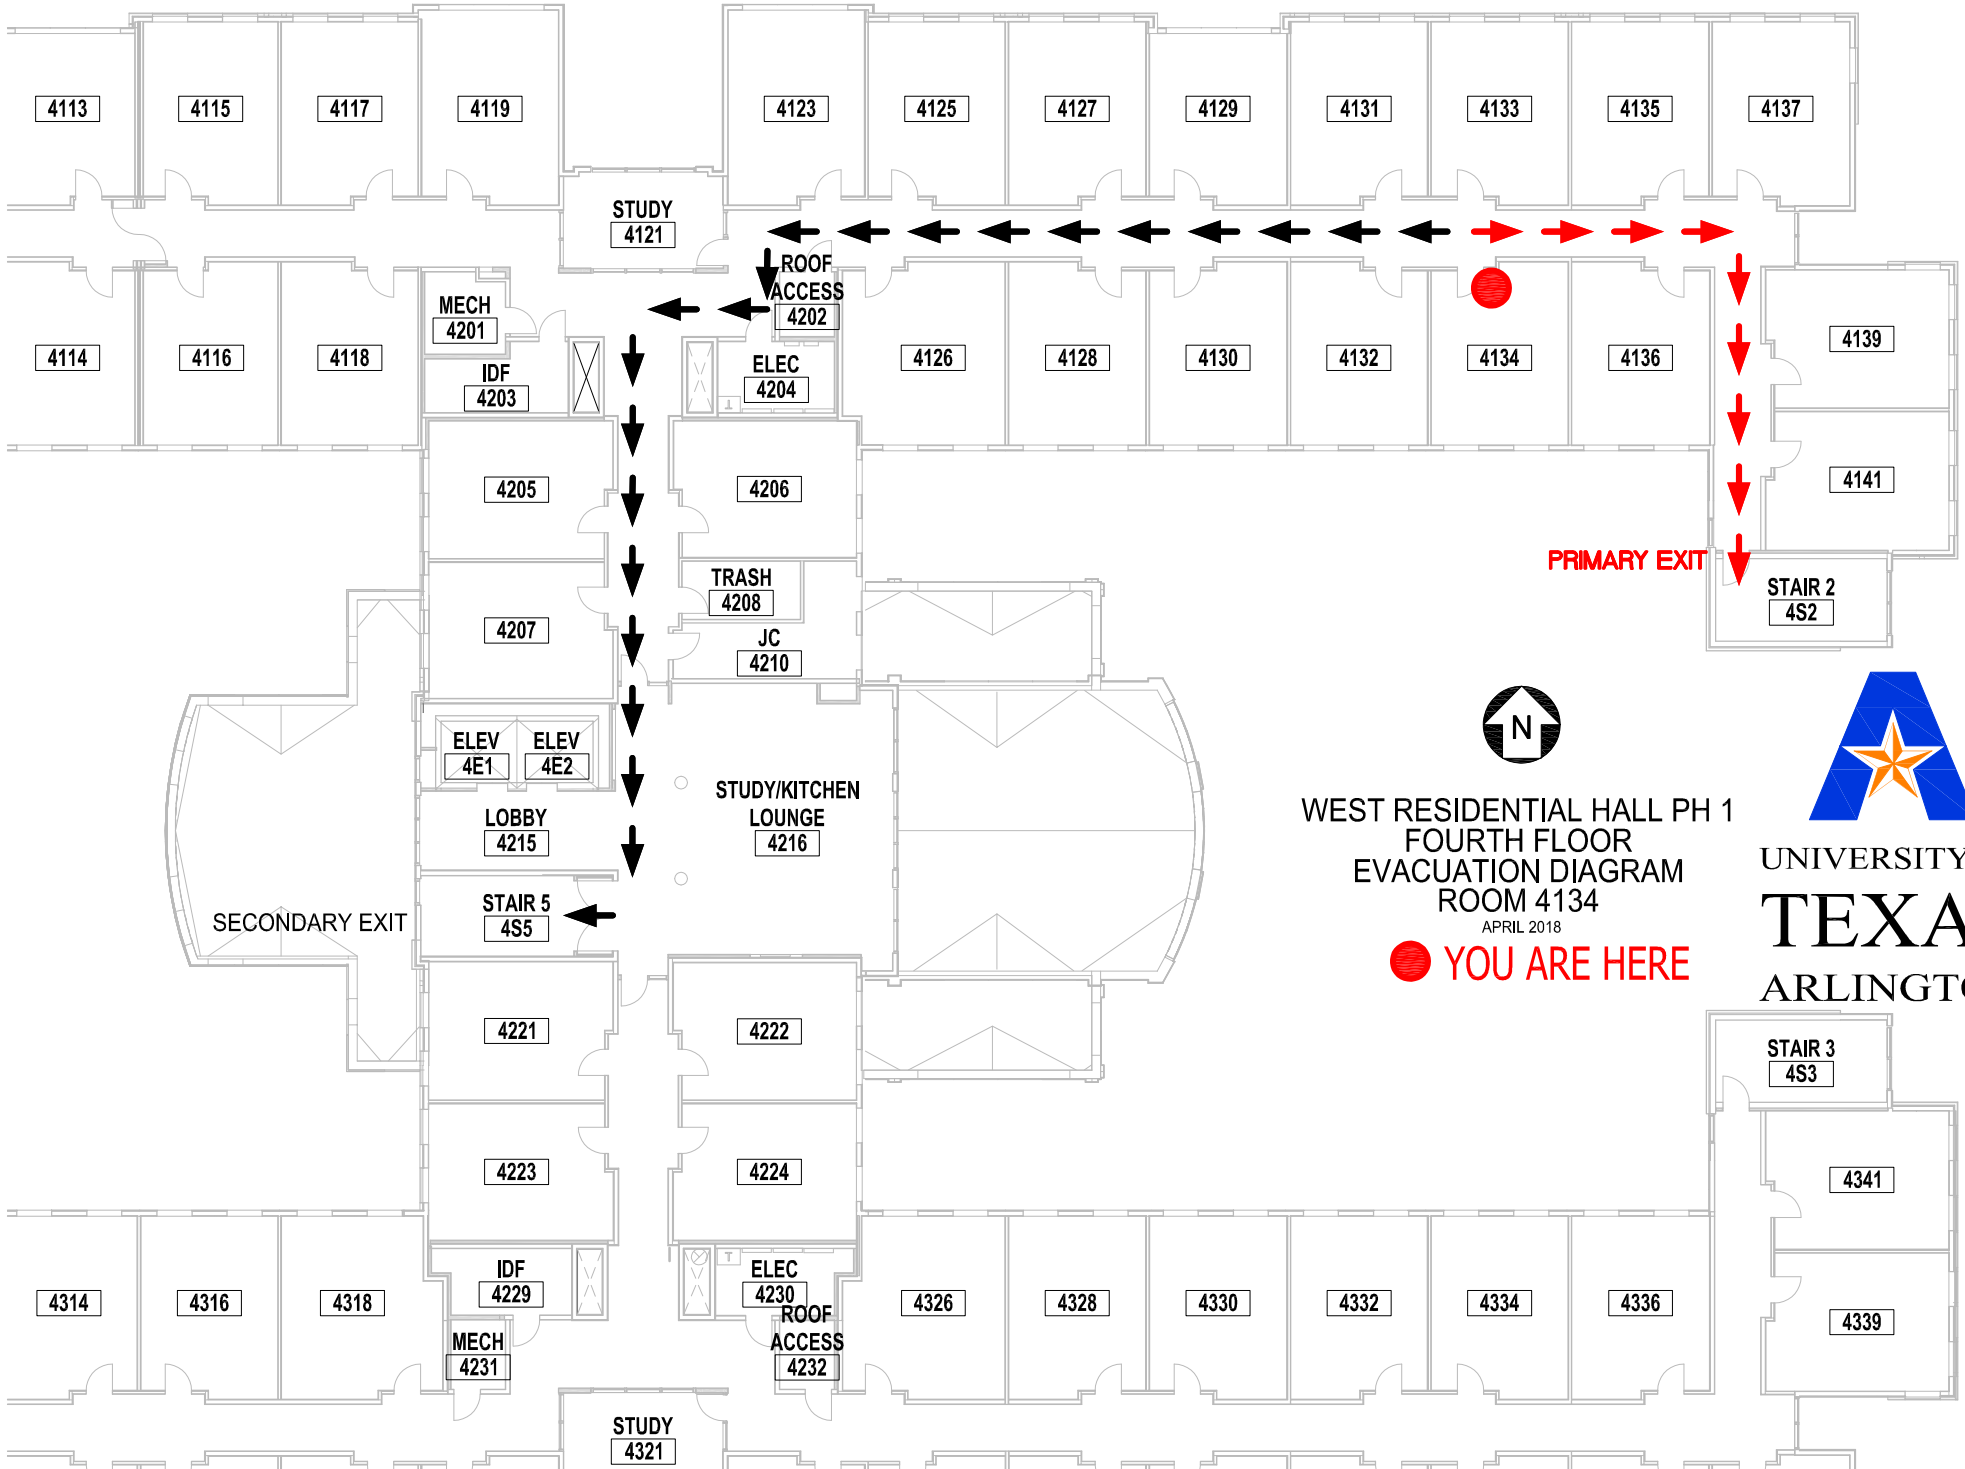 4113
4115
4117
4119
4123
4125
4127
4129
4131
4133
4135
4137
STUDY
4121
ROOF
ACCESS
4202
MECH
4201
4114
4116
4118
IDF
4203
ELEC
4204
4126
4128
4130
4132
4134
4136
4139
4205
4206
4141
PRIMARY EXIT
TRASH
4208
STAIR 2
4S2
4207
JC
4210
N
ELEV
4E1
ELEV
4E2
STUDY/KITCHEN
LOUNGE
4216
LOBBY
4215
WEST RESIDENTIAL HALL PH 1
FOURTH FLOOR
EVACUATION DIAGRAM
ROOM 4134
APRIL 2018
YOU ARE HERE
UNIVERSITY
TEXA
ARLINGTO
SECONDARY EXIT
STAIR 5
4S5
4221
4222
STAIR 3
4S3
4223
4224
4341
IDF
4229
ELEC
4230
ROOF
ACCESS
4232
4314
4316
4318
MECH
4231
4326
4328
4330
4332
4334
4336
4339
STUDY
4321
T
T